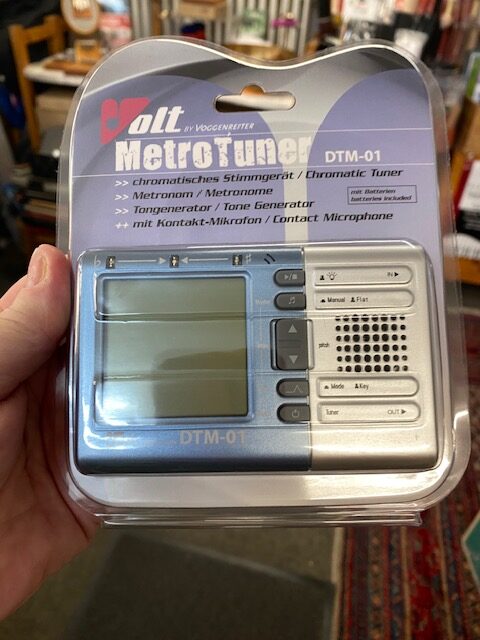 Volt BY VOGGENREITER
METROTUNER DTM-01
>> chromatisches Stimmgerät / Chromatic Tuner
>> Metronom / Metronome
>> Tongenerator / Tone Generator
++ mit Kontakt-Mikrofon / Contact Microphone
mit Batterien
batteries included
IN
Manual Flat
pitch
Mode Key
Tuner OUT
DTM-01